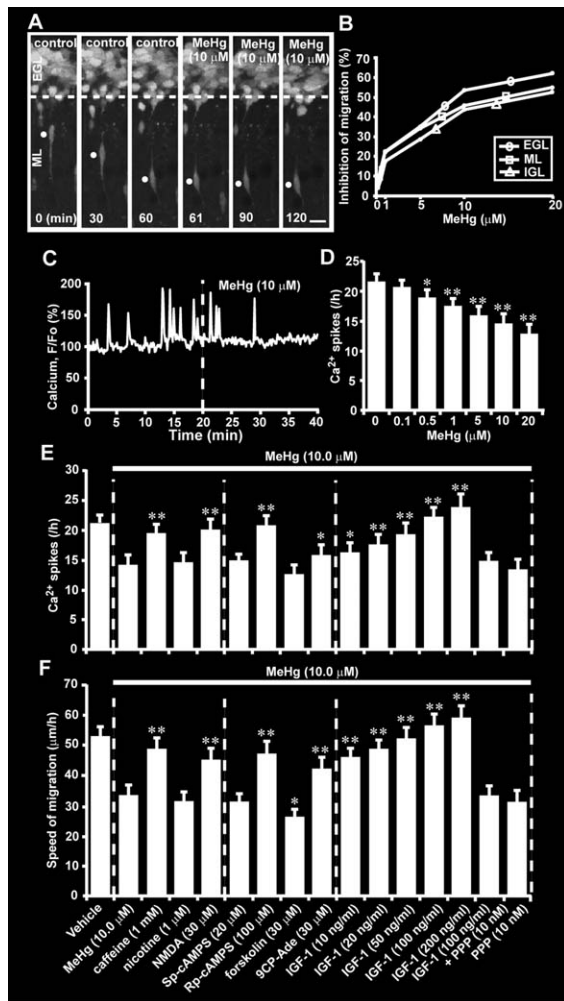 A
control
control
control
MeHg (10 μM)
MeHg (10 μM)
MeHg (10 μM)
EGL
ML
0 (min)
30
60
61
90
120
B
Inhibition of migration (%)
70
60
50
40
30
20
10
0
0 1 5 10 20
MeHg (μM)
EGL
ML
IGL
C
MeHg (10 μM)
Calcium, F/Fo (%)
200
150
100
50
0
0 5 10 15 20 25 30 35 40
Time (min)
D
Ca2+ spikes (/h)
25
20
15
10
5
0
* ** ** ** **
0 0.1 0.5 1 5 10 20
MeHg (μM)
E
MeHg (10.0 μM)
Ca2+ spikes (/h)
30
25
20
15
10
5
0
** ** ** * * ** ** ** **
F
MeHg (10.0 μM)
Speed of migration (μm/h)
70
60
50
40
30
20
10
0
** ** ** * ** ** ** ** ** **
Vehicle
MeHg (10.0 μM)
caffeine (1 mM)
nicotine (1 μM)
NMDA (30 μM)
Sp-cAMPS (20 μM)
Rp-cAMPS (100 μM)
forskolin (30 μM)
9CP-Ade (30 μM)
IGF-1 (10 ng/ml)
IGF-1 (20 ng/ml)
IGF-1 (50 ng/ml)
IGF-1 (100 ng/ml)
IGF-1 (200 ng/ml)
IGF-1 (100 ng/ml)
+ PPP (10 nM)
PPP (10 nM)